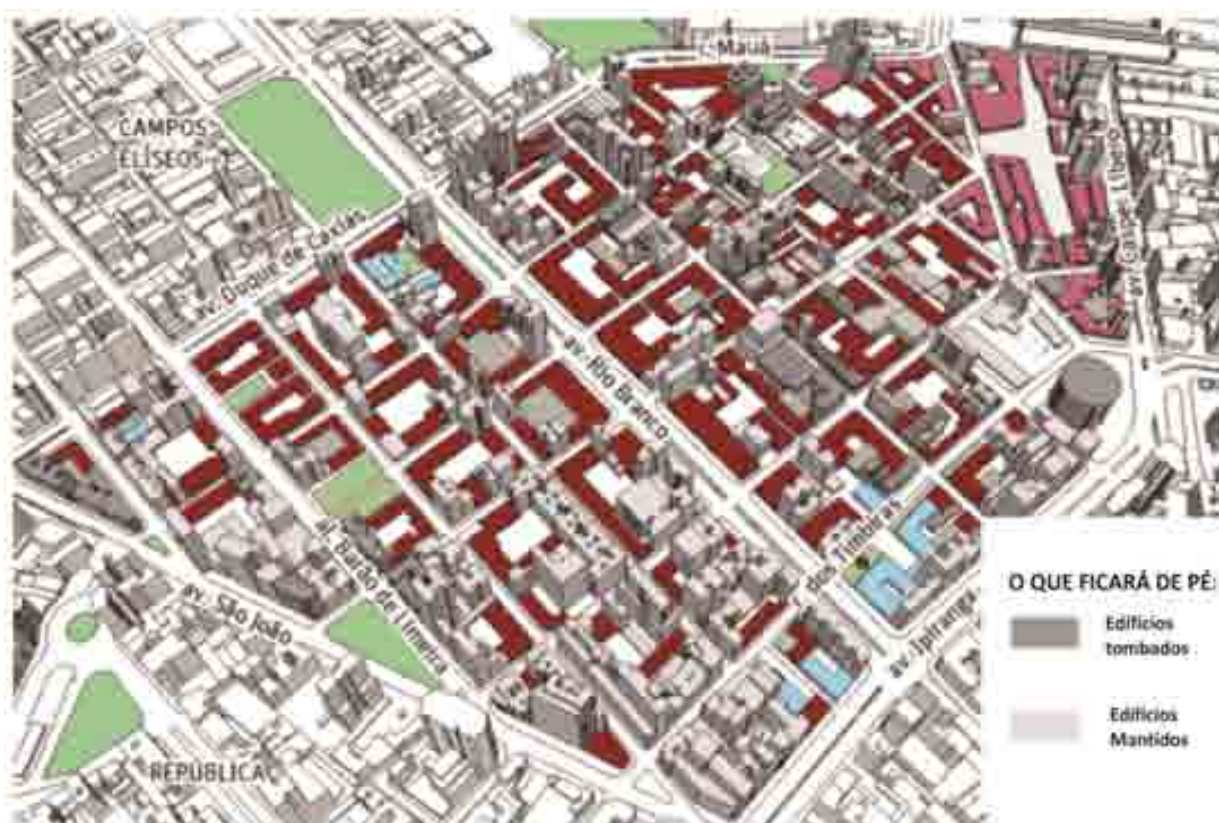 r. Mauá
CAMPOS
ELÍSEOS
av. Duque de Caxias
av. Cásper Líbero
av. Rio Branco
dos Timbiras
al. Barão de Limeira
av. São João
av. Ipiranga
REPÚBLICA
O QUE FICARÁ DE PÉ:
Edifícios
tombados
Edifícios
Mantidos